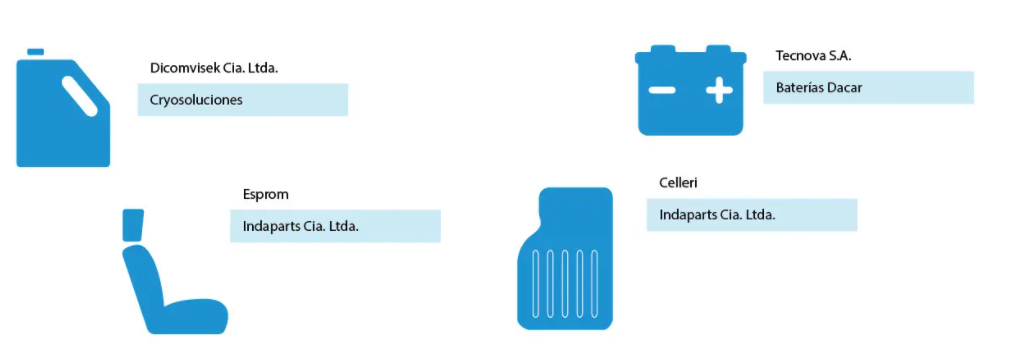 Dicomvisek Cia. Ltda.
Cryosoluciones
Tecnova S.A.
Baterías Dacar
Esprom
Indaparts Cia. Ltda.
Celleri
Indaparts Cia. Ltda.